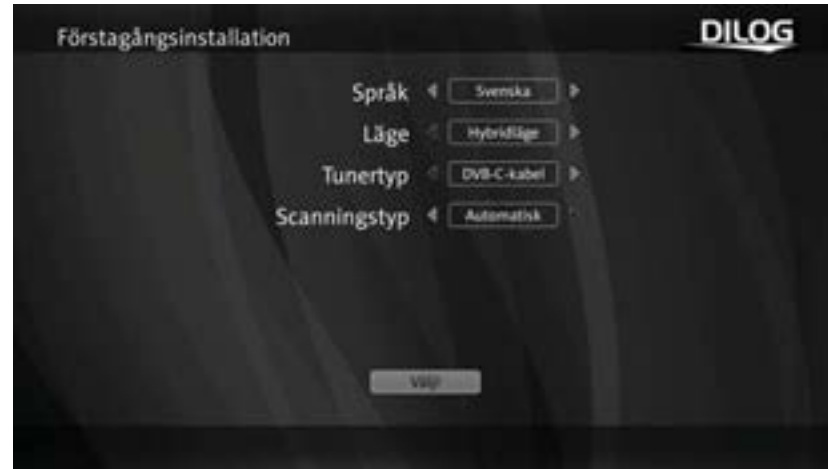 Förstagångsinstallation
DILOG
Språk Svenska
Läge Hybridläge
Tunertyp DVB-C-kabel
Scanningstyp Automatisk
Välj